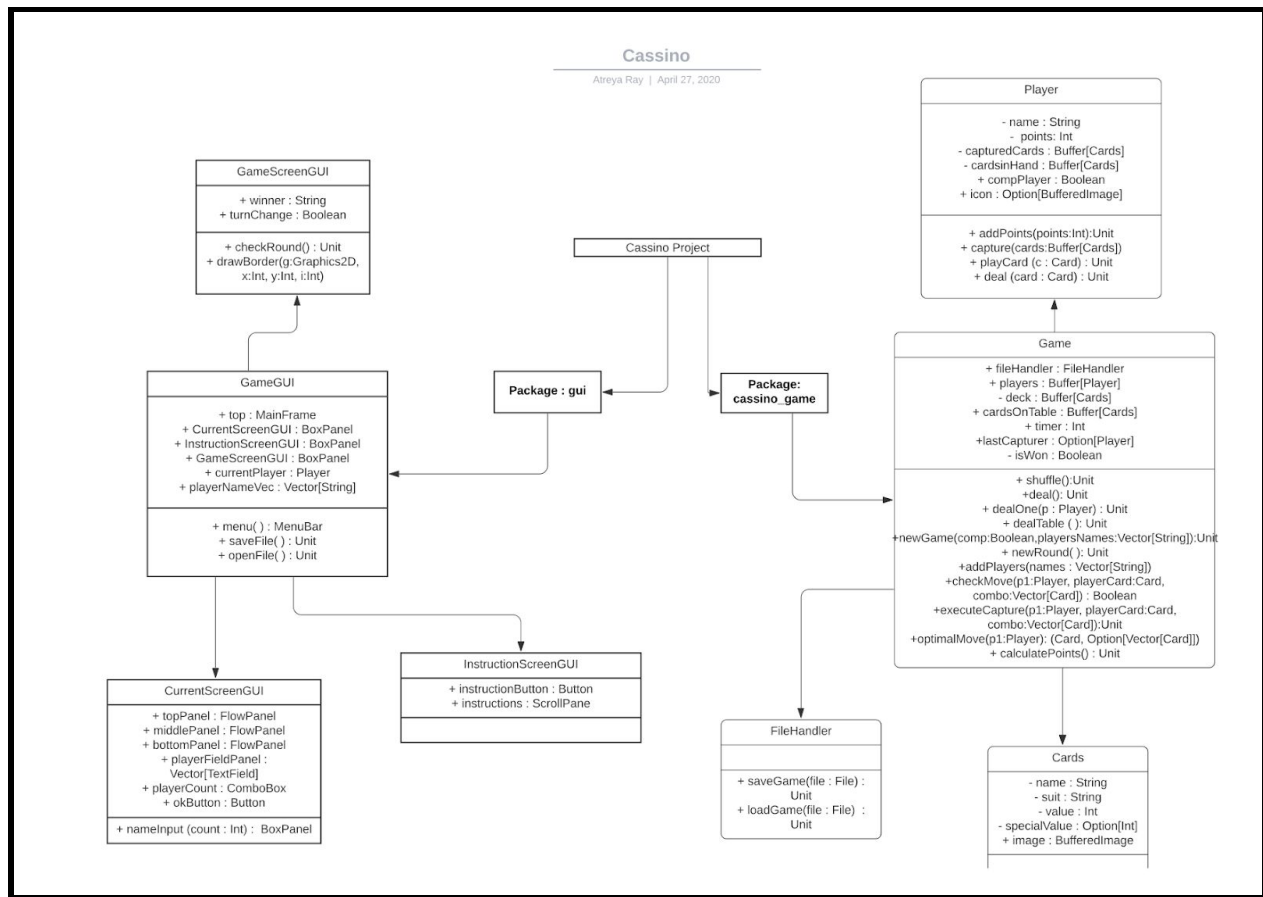 Cassino
Atreya Ray | April 27, 2020
Player
- name : String
- points: Int
- capturedCards : Buffer[Cards]
- cardsinHand : Buffer[Cards]
+ compPlayer : Boolean
+ icon : Option[BufferedImage]
+ addPoints(points:Int):Unit
+ capture(cards:Buffer[Cards])
+ playCard (c : Card) : Unit
+ deal (card : Card) : Unit
GameScreenGUI
+ winner : String
+ turnChange : Boolean
+ checkRound() : Unit
+ drawBorder(g:Graphics2D,
x:Int, y:Int, i:Int)
Cassino Project
Game
+ fileHandler : FileHandler
+ players : Buffer[Player]
- deck : Buffer[Cards]
+ cardsOnTable : Buffer[Cards]
+ timer : Int
+lastCapturer : Option[Player]
- isWon : Boolean
+ shuffle():Unit
+deal(): Unit
+ dealOne(p : Player) : Unit
+ dealTable ( ): Unit
+newGame(comp:Boolean,playersNames:Vector[String]):Unit
+ newRound( ): Unit
+addPlayers(names : Vector[String])
+checkMove(p1:Player, playerCard:Card,
combo:Vector[Card]) : Boolean
+executeCapture(p1:Player, playerCard:Card,
combo:Vector[Card]):Unit
+optimalMove(p1:Player): (Card, Option[Vector[Card]])
+ calculatePoints() : Unit
GameGUI
+ top : MainFrame
+ CurrentScreenGUI : BoxPanel
+ InstructionScreenGUI : BoxPanel
+ GameScreenGUI : BoxPanel
+ currentPlayer : Player
+ playerNameVec : Vector[String]
+ menu( ) : MenuBar
+ saveFile( ) : Unit
+ openFile( ) : Unit
Package : gui
Package:
cassino_game
InstructionScreenGUI
+ instructionButton : Button
+ instructions : ScrollPane
CurrentScreenGUI
+ topPanel : FlowPanel
+ middlePanel : FlowPanel
+ bottomPanel : FlowPanel
+ playerFieldPanel :
Vector[TextField]
+ playerCount : ComboBox
+ okButton : Button
+ nameInput (count : Int) : BoxPanel
FileHandler
+ saveGame(file : File) :
Unit
+ loadGame(file : File) :
Unit
Cards
- name : String
- suit : String
- value : Int
- specialValue : Option[Int]
+ image : BufferedImage